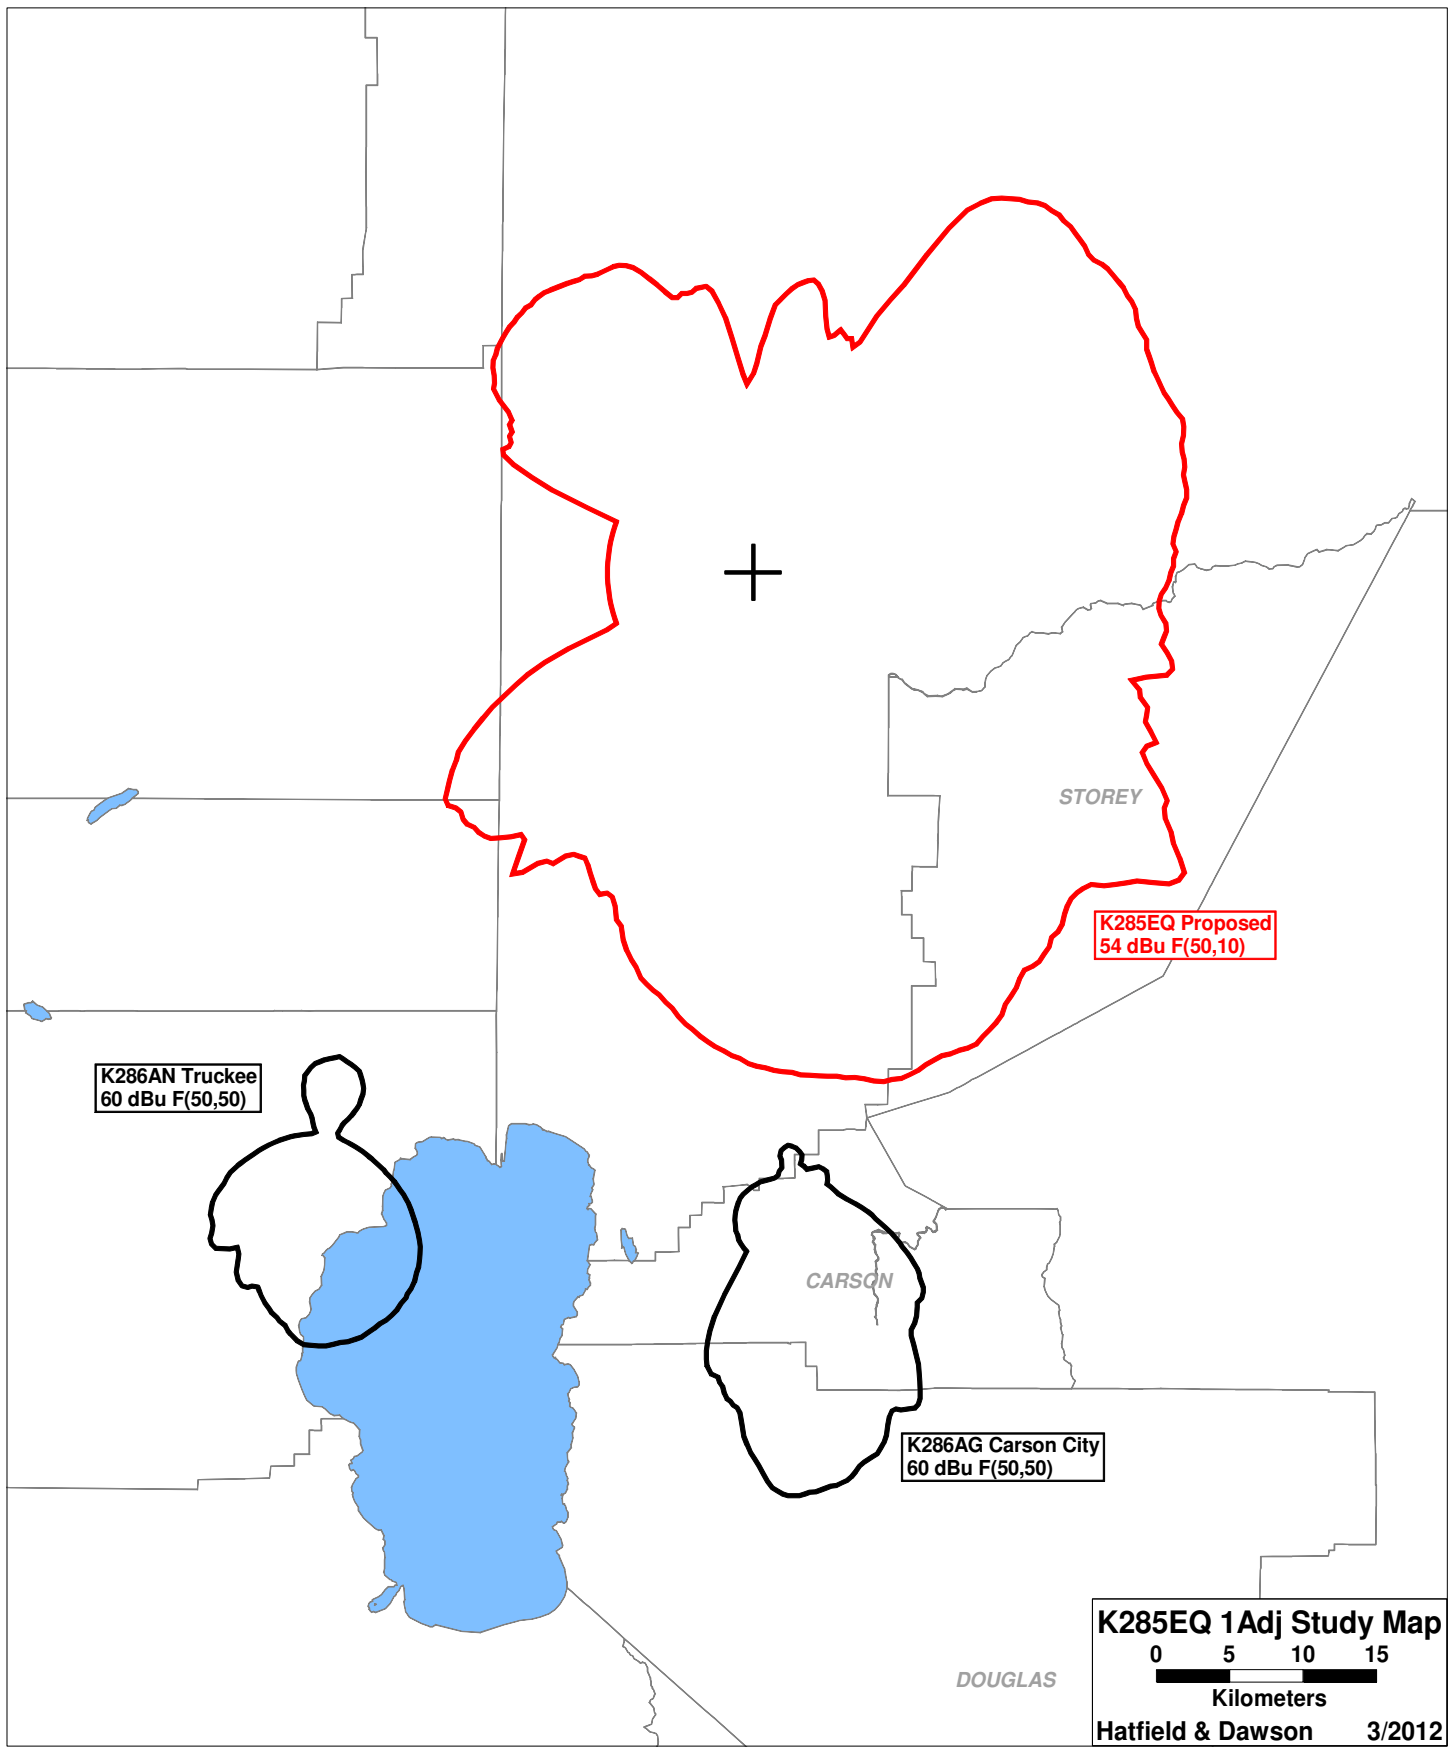 STOREY
K285EQ Proposed
54 dBu F(50,10)
K286AN Truckee
60 dBu F(50,50)
CARSON
K286AG Carson City
60 dBu F(50,50)
DOUGLAS
K285EQ 1Adj Study Map
0 5 10 15
Kilometers
Hatfield & Dawson 3/2012